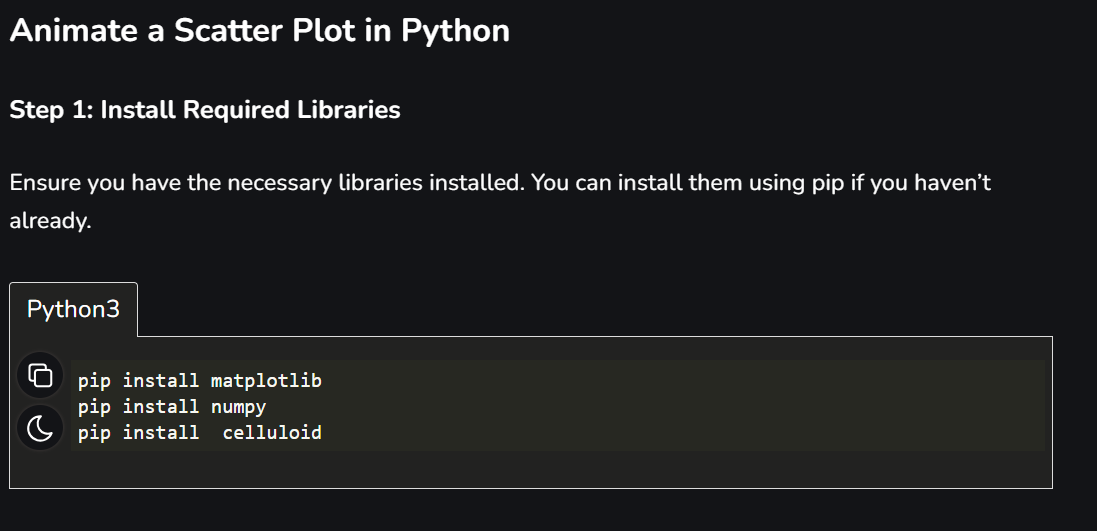 Animate a Scatter Plot in Python
Step 1: Install Required Libraries
Ensure you have the necessary libraries installed. You can install them using pip if you haven’t
already.
Python3
pip install matplotlib
pip install numpy
pip install  celluloid